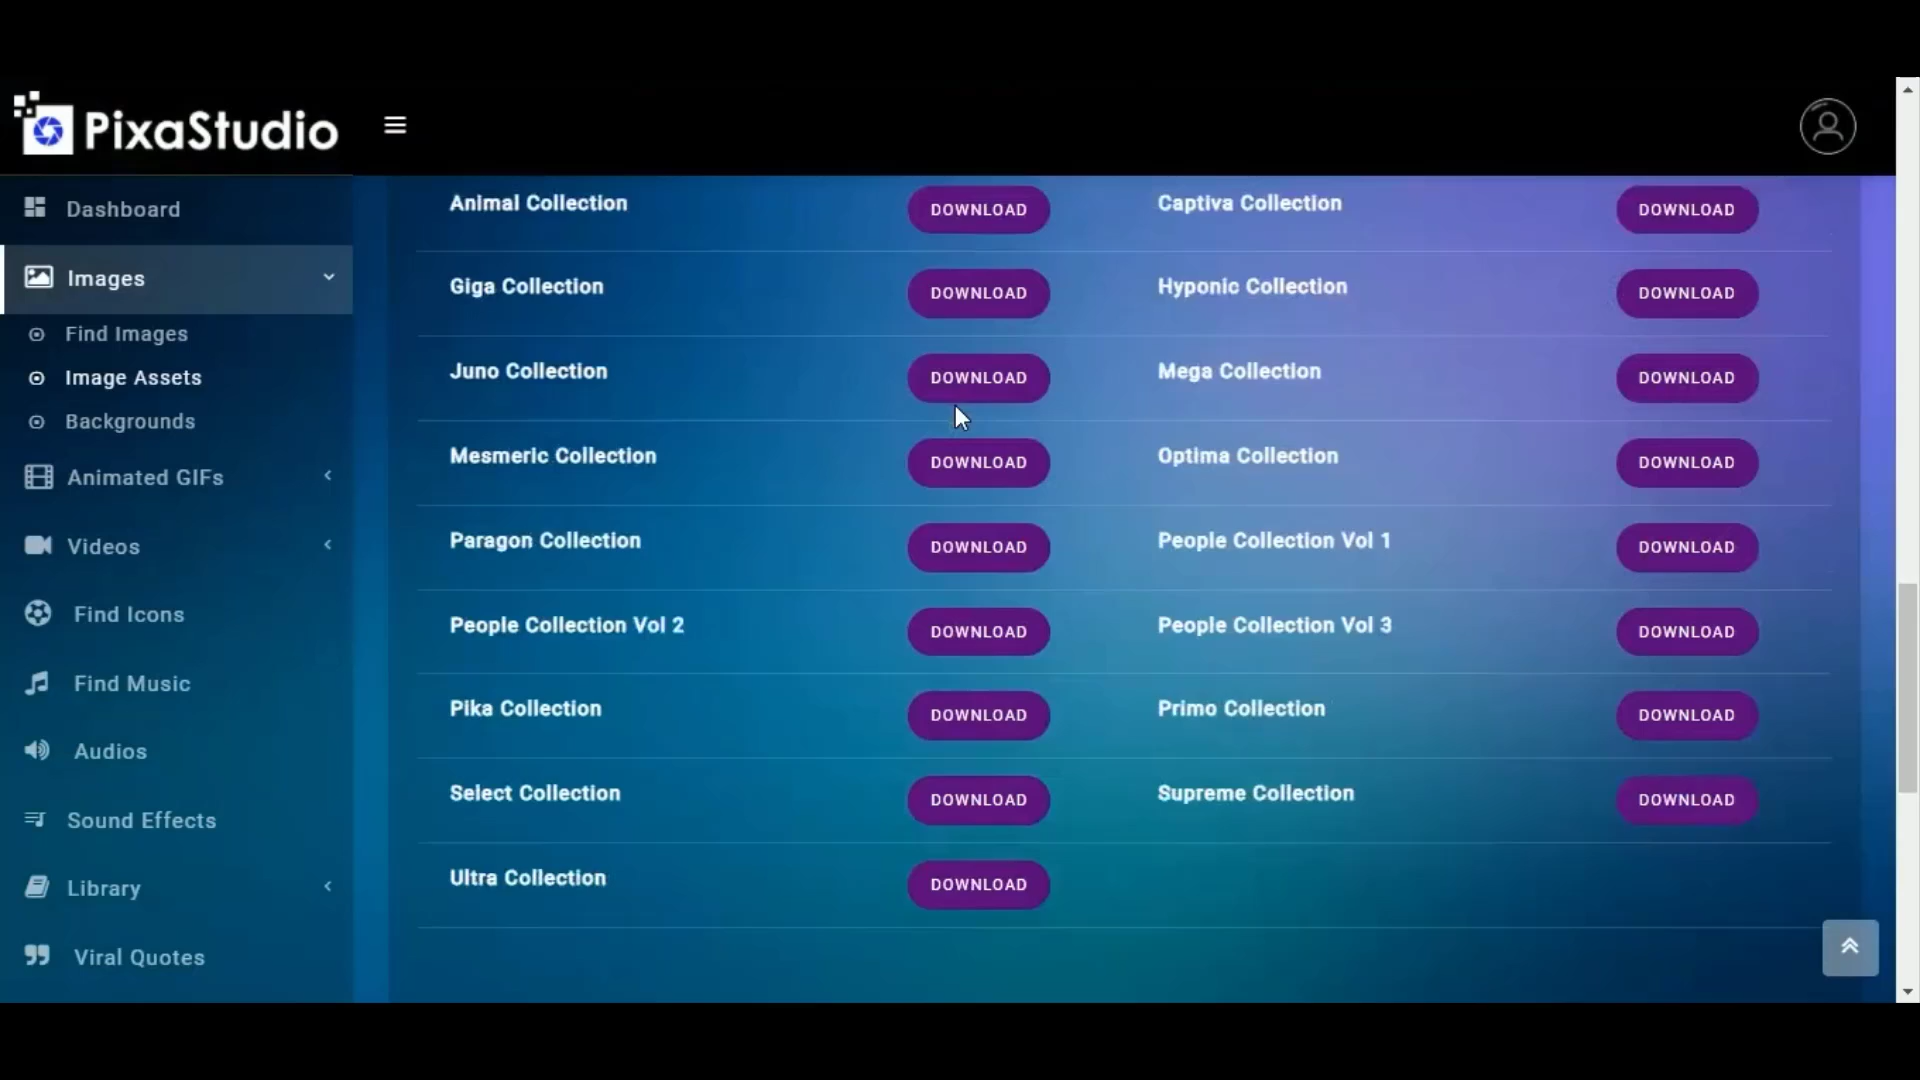 PixaStudio
Dashboard
Images
Find Images
Image Assets
Backgrounds
Animated GIFs
Videos
Find Icons
Find Music
Audios
Sound Effects
Library
Viral Quotes
Animal Collection DOWNLOAD Captiva Collection DOWNLOAD
Giga Collection DOWNLOAD Hyponic Collection DOWNLOAD
Juno Collection DOWNLOAD Mega Collection DOWNLOAD
Mesmeric Collection DOWNLOAD Optima Collection DOWNLOAD
Paragon Collection DOWNLOAD People Collection Vol 1 DOWNLOAD
People Collection Vol 2 DOWNLOAD People Collection Vol 3 DOWNLOAD
Pika Collection DOWNLOAD Primo Collection DOWNLOAD
Select Collection DOWNLOAD Supreme Collection DOWNLOAD
Ultra Collection DOWNLOAD